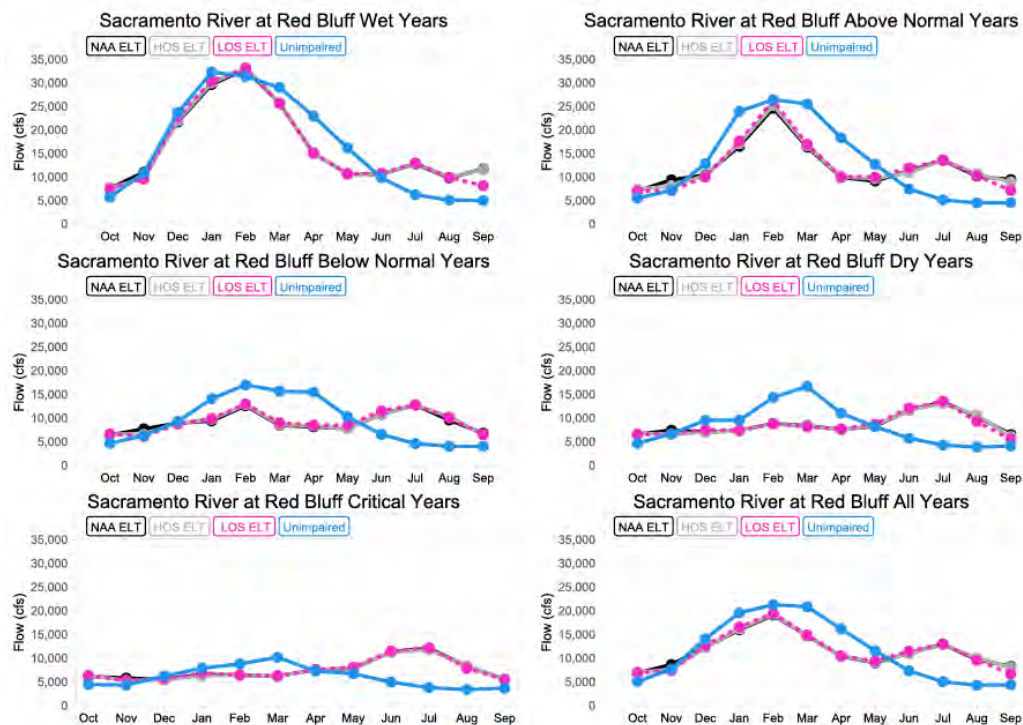 Sacramento River at Red Bluff Wet Years
NAA ELT HOS ELT LOS ELT Unimpaired
Flow (cfs)
35,000
30,000
25,000
20,000
15,000
10,000
5,000
0
Oct Nov Dec Jan Feb Mar Apr May Jun Jul Aug Sep
Sacramento River at Red Bluff Above Normal Years
NAA ELT HOS ELT LOS ELT Unimpaired
Flow (cfs)
35,000
30,000
25,000
20,000
15,000
10,000
5,000
0
Oct Nov Dec Jan Feb Mar Apr May Jun Jul Aug Sep
Sacramento River at Red Bluff Below Normal Years
NAA ELT HOS ELT LOS ELT Unimpaired
Flow (cfs)
35,000
30,000
25,000
20,000
15,000
10,000
5,000
0
Oct Nov Dec Jan Feb Mar Apr May Jun Jul Aug Sep
Sacramento River at Red Bluff Dry Years
NAA ELT HOS ELT LOS ELT Unimpaired
Flow (cfs)
35,000
30,000
25,000
20,000
15,000
10,000
5,000
0
Oct Nov Dec Jan Feb Mar Apr May Jun Jul Aug Sep
Sacramento River at Red Bluff Critical Years
NAA ELT HOS ELT LOS ELT Unimpaired
Flow (cfs)
35,000
30,000
25,000
20,000
15,000
10,000
5,000
0
Oct Nov Dec Jan Feb Mar Apr May Jun Jul Aug Sep
Sacramento River at Red Bluff All Years
NAA ELT HOS ELT LOS ELT Unimpaired
Flow (cfs)
35,000
30,000
25,000
20,000
15,000
10,000
5,000
0
Oct Nov Dec Jan Feb Mar Apr May Jun Jul Aug Sep